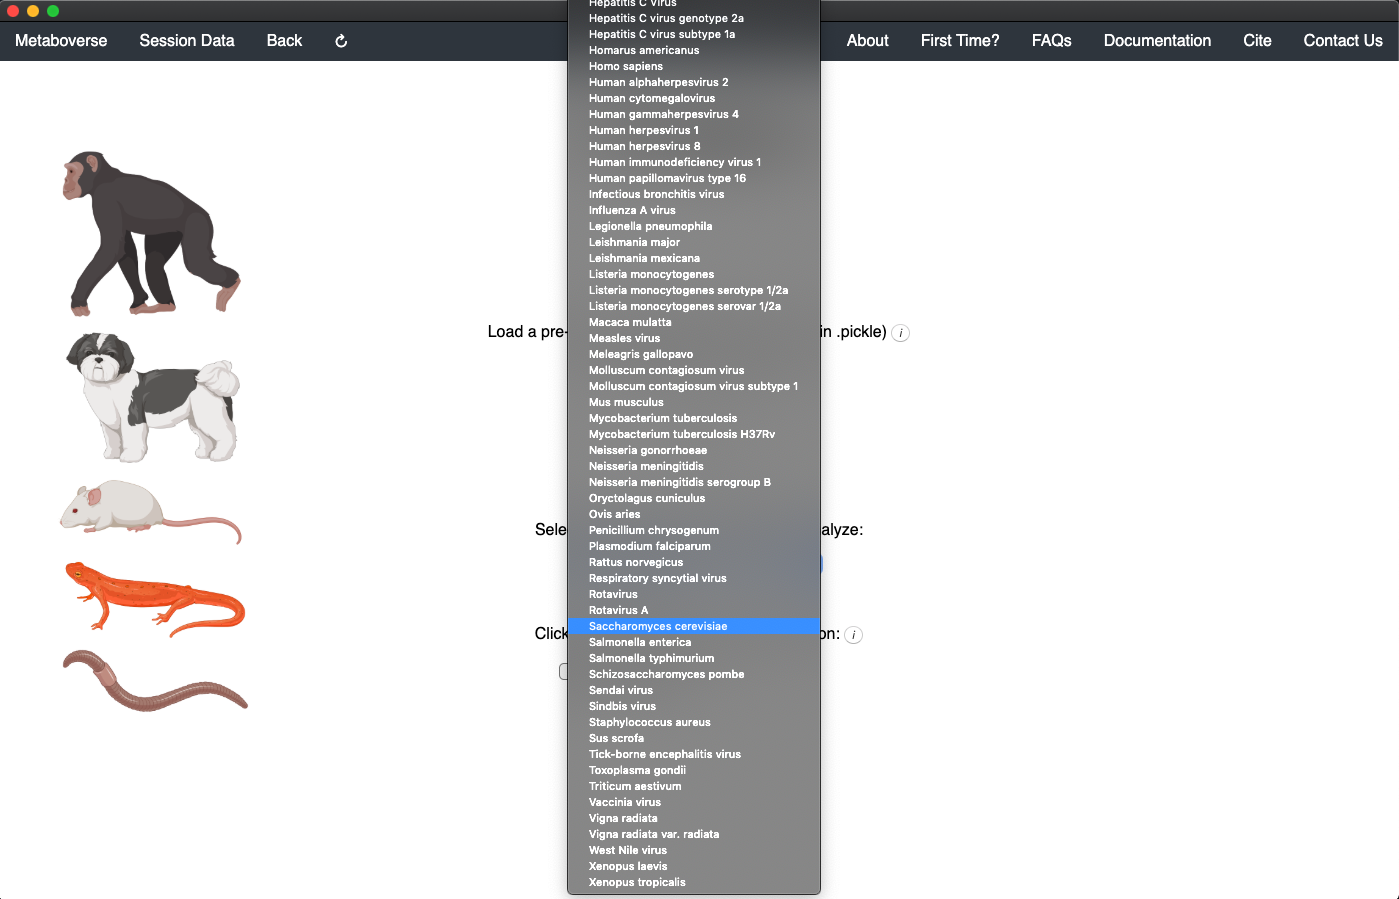 Metaboverse Session Data Back About First Time? FAQs Documentation Cite Contact Us
Hepatitis C Virus
Hepatitis C virus genotype 2a
Hepatitis C virus subtype 1a
Homarus americanus
Homo sapiens
Human alphaherpesvirus 2
Human cytomegalovirus
Human gammaherpesvirus 4
Human herpesvirus 1
Human herpesvirus 8
Human immunodeficiency virus 1
Human papillomavirus type 16
Infectious bronchitis virus
Influenza A virus
Legionella pneumophila
Leishmania major
Leishmania mexicana
Listeria monocytogenes
Listeria monocytogenes serotype 1/2a
Listeria monocytogenes serovar 1/2a
Macaca mulatta
Load a pre- in .pickle) i
Measles virus
Meleagris gallopavo
Molluscum contagiosum virus
Molluscum contagiosum virus subtype 1
Mus musculus
Mycobacterium tuberculosis
Mycobacterium tuberculosis H37Rv
Neisseria gonorrhoeae
Neisseria meningitidis
Neisseria meningitidis serogroup B
Oryctolagus cuniculus
Ovis aries
Sele alyze:
Penicillium chrysogenum
Plasmodium falciparum
Rattus norvegicus
Respiratory syncytial virus
Rotavirus
Rotavirus A
Saccharomyces cerevisiae
Click on: i
Salmonella enterica
Salmonella typhimurium
Schizosaccharomyces pombe
Sendai virus
Sindbis virus
Staphylococcus aureus
Sus scrofa
Tick-borne encephalitis virus
Toxoplasma gondii
Triticum aestivum
Vaccinia virus
Vigna radiata
Vigna radiata var. radiata
West Nile virus
Xenopus laevis
Xenopus tropicalis